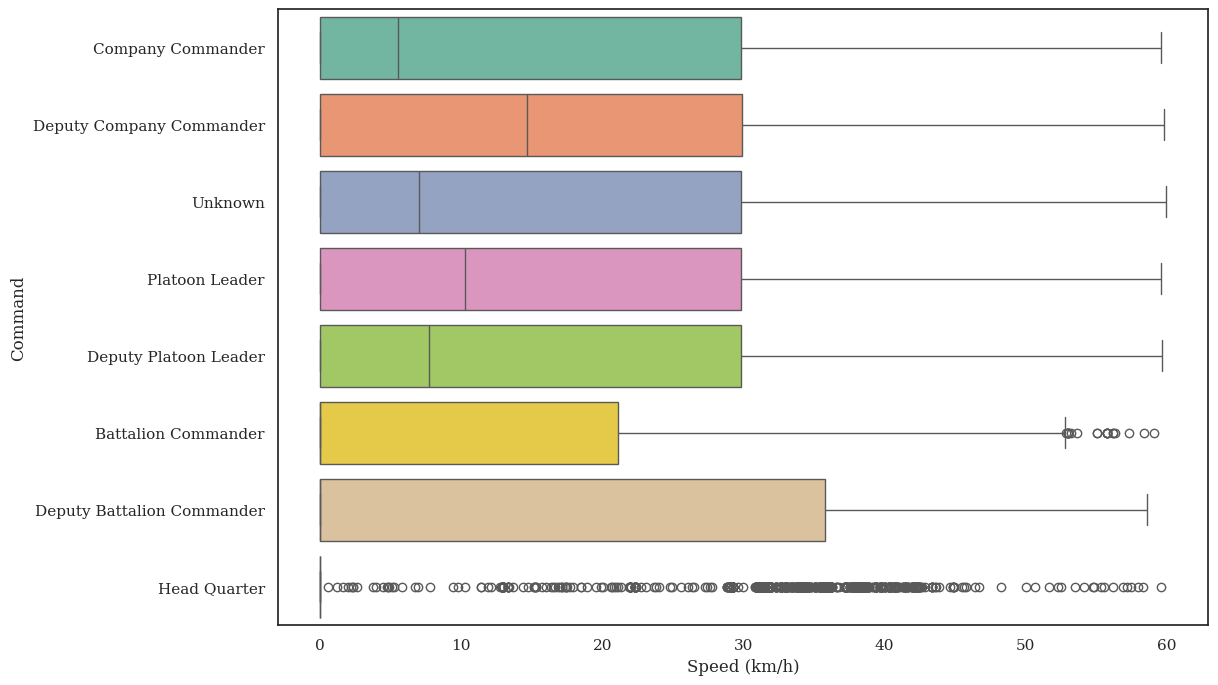 Company Commander
Deputy Company Commander
Unknown
Platoon Leader
Deputy Platoon Leader
Battalion Commander
Deputy Battalion Commander
Head Quarter
Command
0 10 20 30 40 50 60
Speed (km/h)